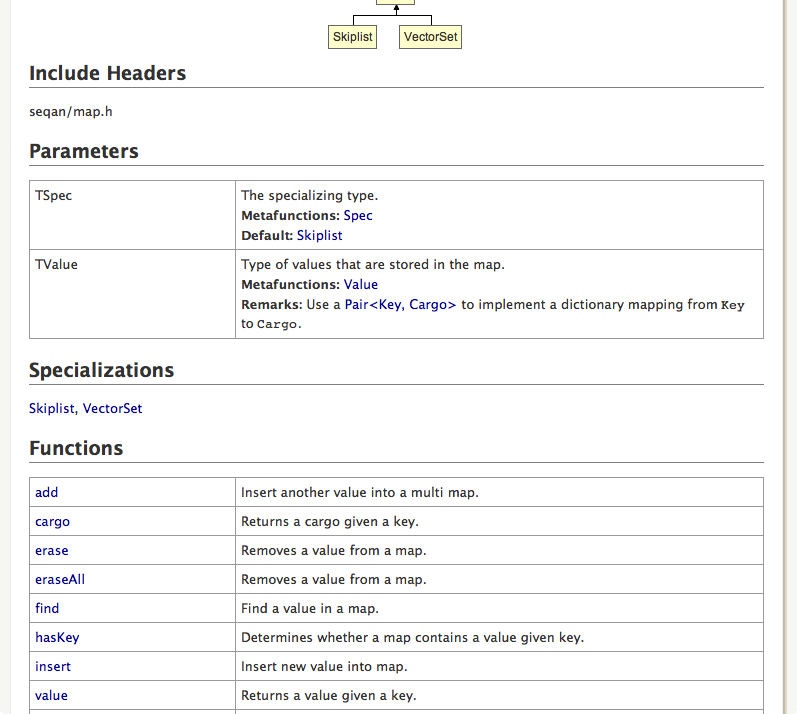 Skiplist VectorSet
Include Headers
seqan/map.h
Parameters
TSpec The specializing type.
Metafunctions: Spec
Default: Skiplist
TValue Type of values that are stored in the map.
Metafunctions: Value
Remarks: Use a Pair<Key, Cargo> to implement a dictionary mapping from Key
to Cargo.
Specializations
Skiplist, VectorSet
Functions
add Insert another value into a multi map.
cargo Returns a cargo given a key.
erase Removes a value from a map.
eraseAll Removes a value from a map.
find Find a value in a map.
hasKey Determines whether a map contains a value given key.
insert Insert new value into map.
value Returns a value given a key.